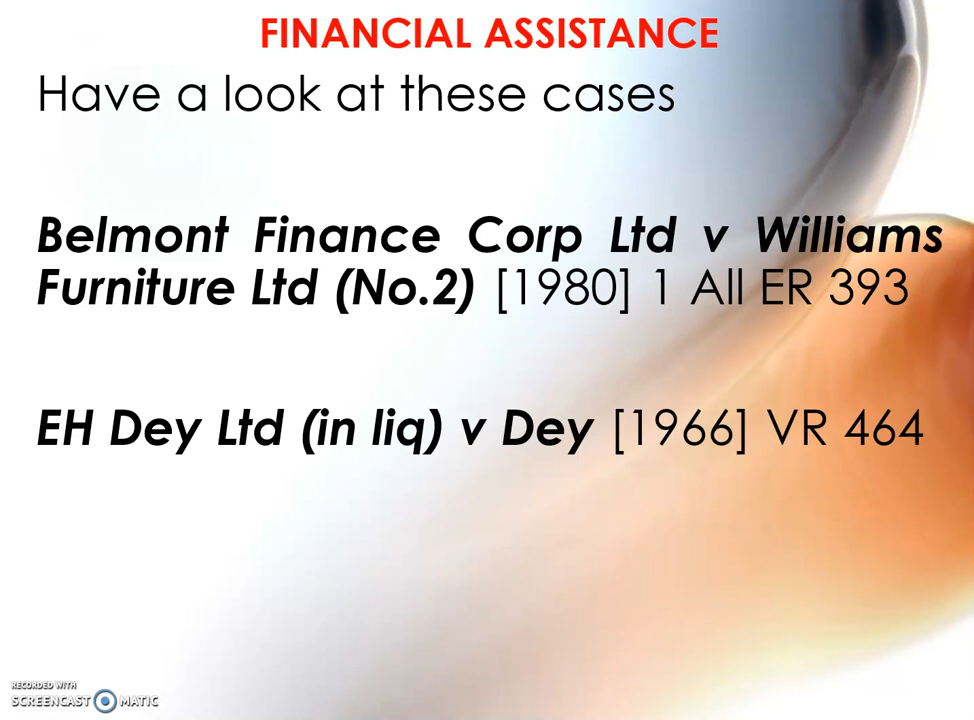 FINANCIAL ASSISTANCE
Have a look at these cases
Belmont Finance Corp Ltd v Williams
Furniture Ltd (No.2) [1980] 1 All ER 393
EH Dey Ltd (in liq) v Dey [1966] VR 464
RECORDED WITH
SCREENCAST MATIC